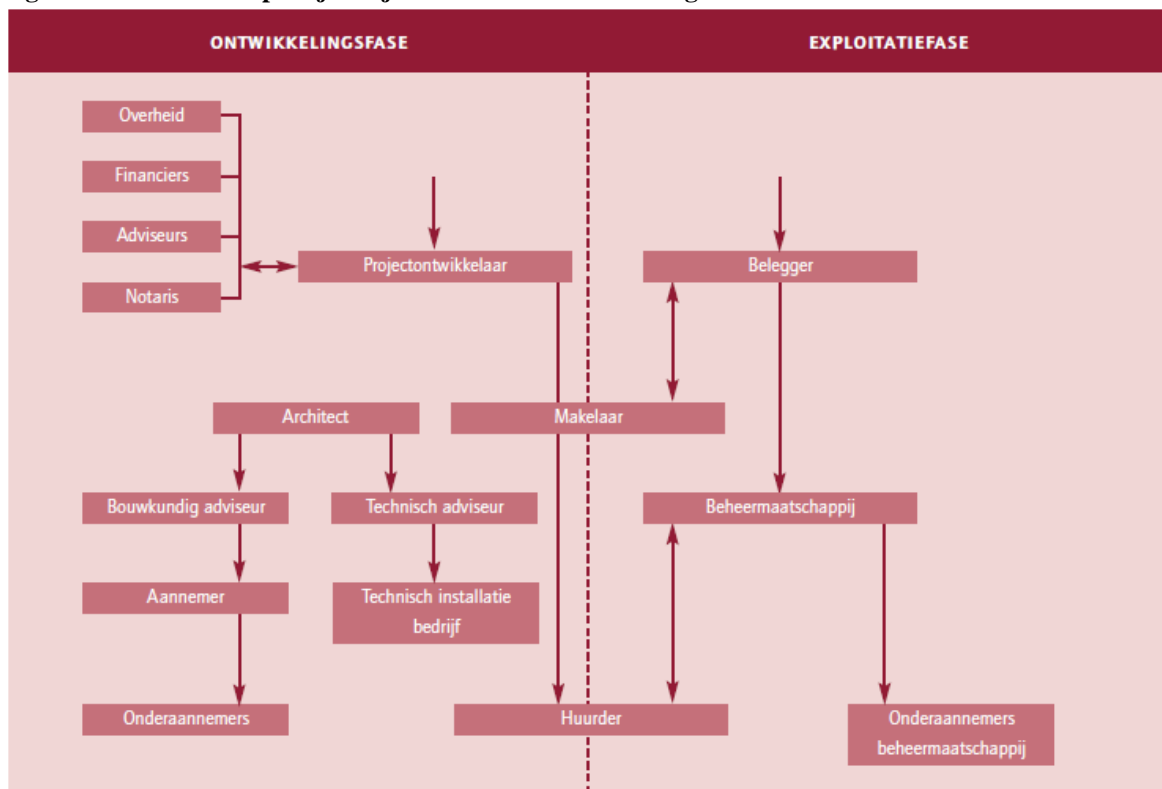 ONTWIKKELINGSFASE
EXPLOITATIEFASE
Overheid
Financiers
Adviseurs
Projectontwikkelaar
Belegger
Notaris
Architect
Makelaar
Bouwkundig adviseur
Technisch adviseur
Beheermaatschappij
Aannemer
Technisch installatie
bedrijf
Onderaannemers
Huurder
Onderaannemers
beheermaatschappij